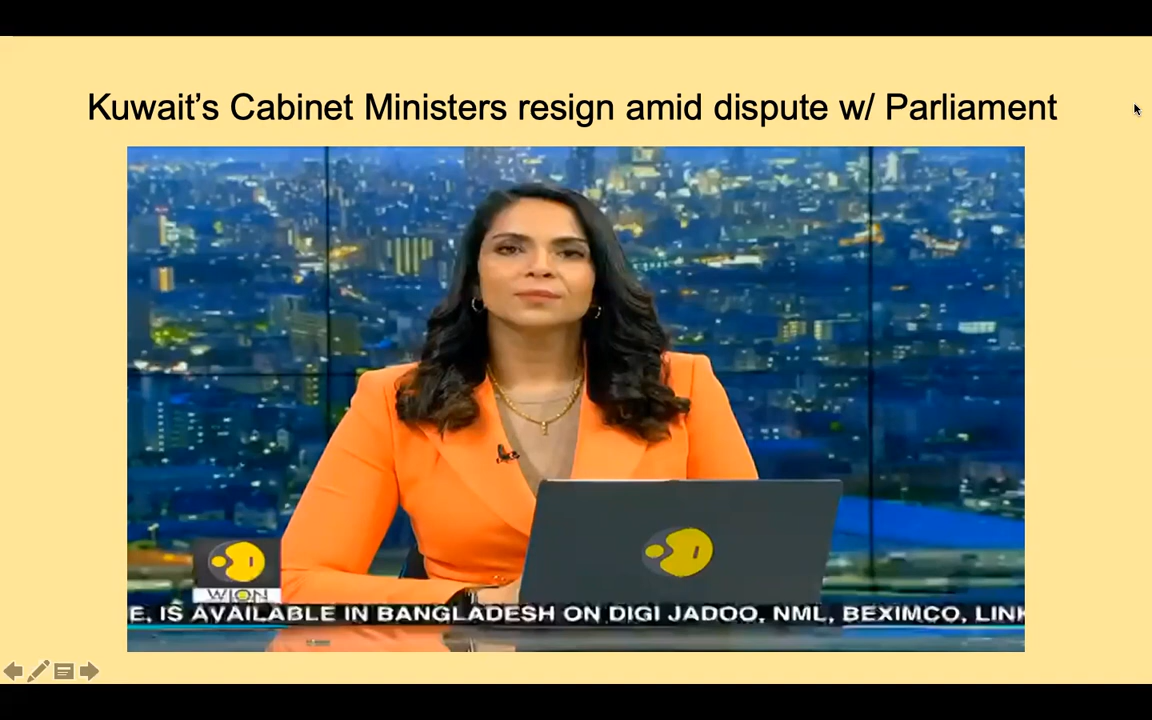 Kuwait’s Cabinet Ministers resign amid dispute w/ Parliament
WION
E, IS AVAILABLE IN BANGLADESH ON DIGI JADOO, NML, BEXIMCO, LINK